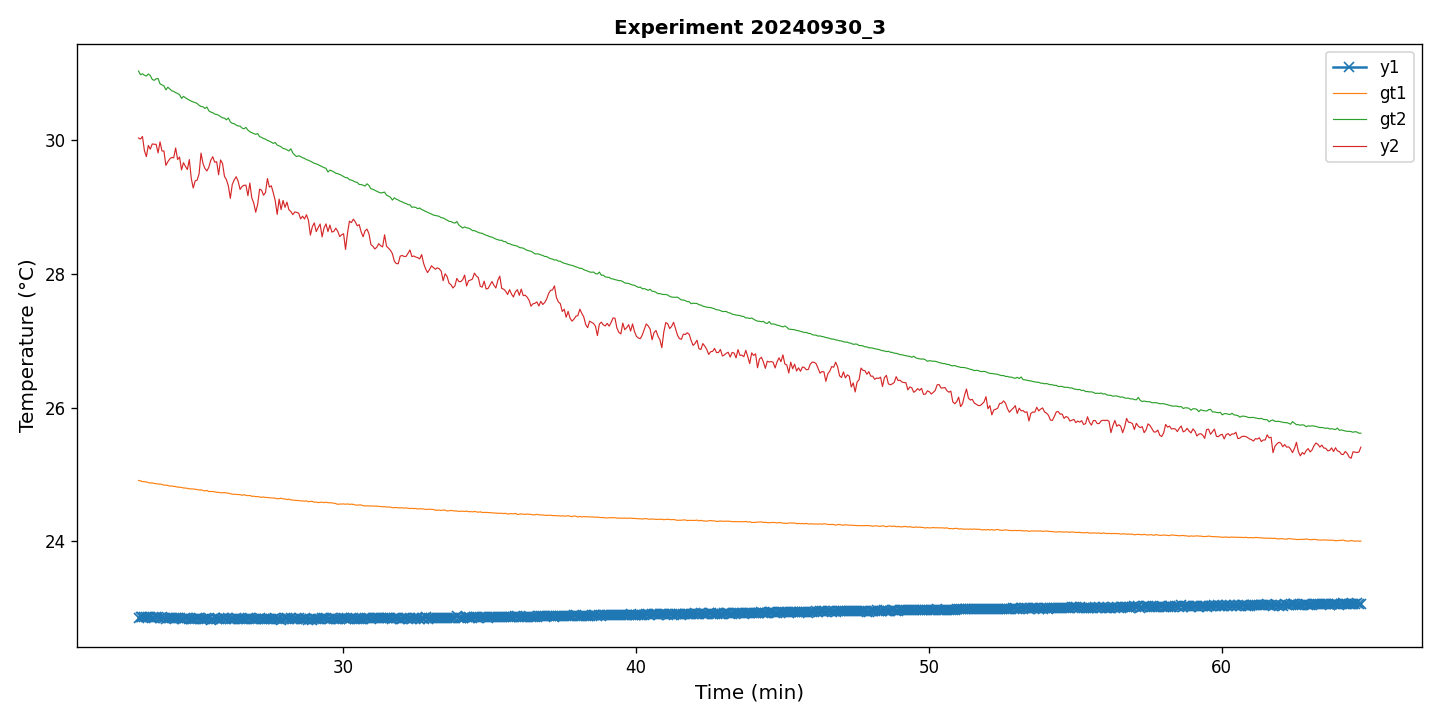 Experiment 20240930_3
y1
gt1
gt2
y2
Temperature (°C)
30
28
26
24
30
40
50
60
Time (min)